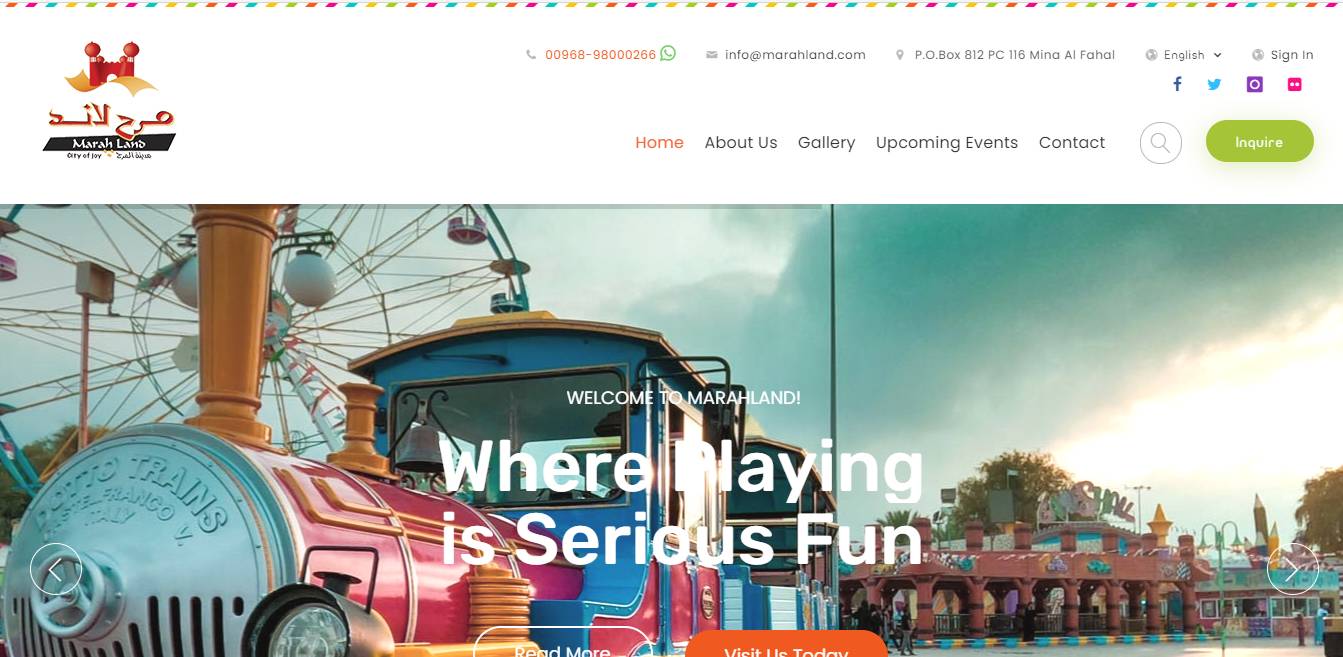 مرح لاند
Marah Land
City of Joy مدينة المرح
00968-98000266
info@marahland.com
P.O.Box 812 PC 116 Mina Al Fahal
English
Sign In
Home
About Us
Gallery
Upcoming Events
Contact
Inquire
WELCOME TO MARAHLAND!
Where Playing
is Serious Fun
Read More
Visit Us Today
TRANS
CASTELFRANCO V.
ITALY